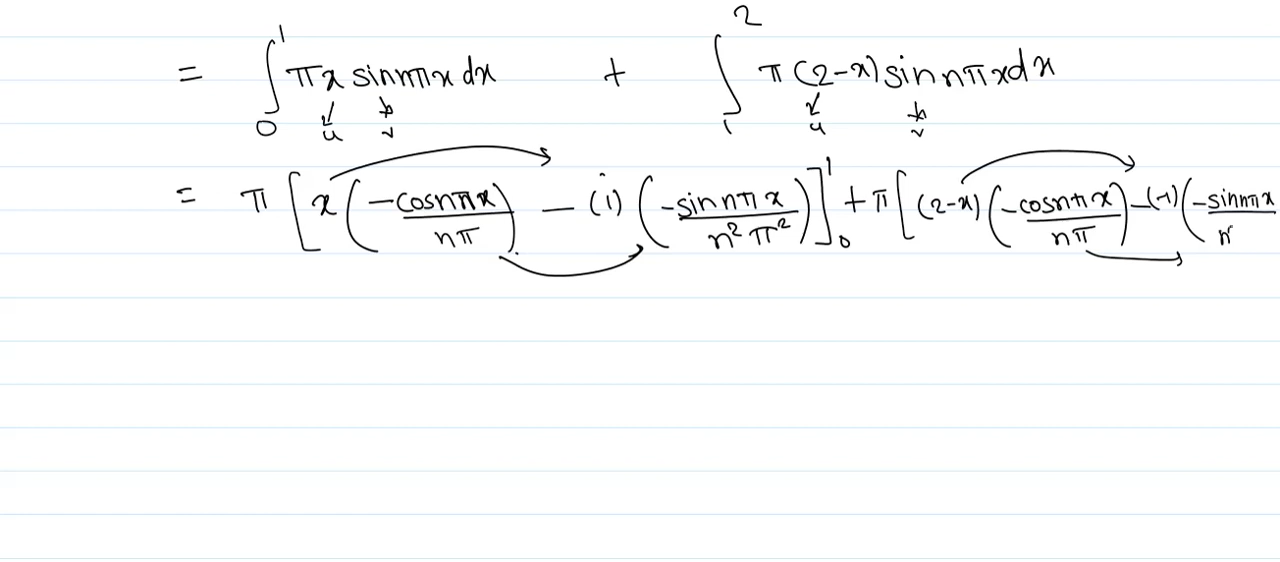 = ∫₀¹ πx sin nπx dx + ∫₁² π(2-x) sin nπx dx
u v u v
= π [ x ( -cos nπx / nπ ) - (1) ( -sin nπx / n²π² ) ]₀¹ + π [ (2-x) ( -cos nπx / nπ ) - (-1) ( -sin nπx / n